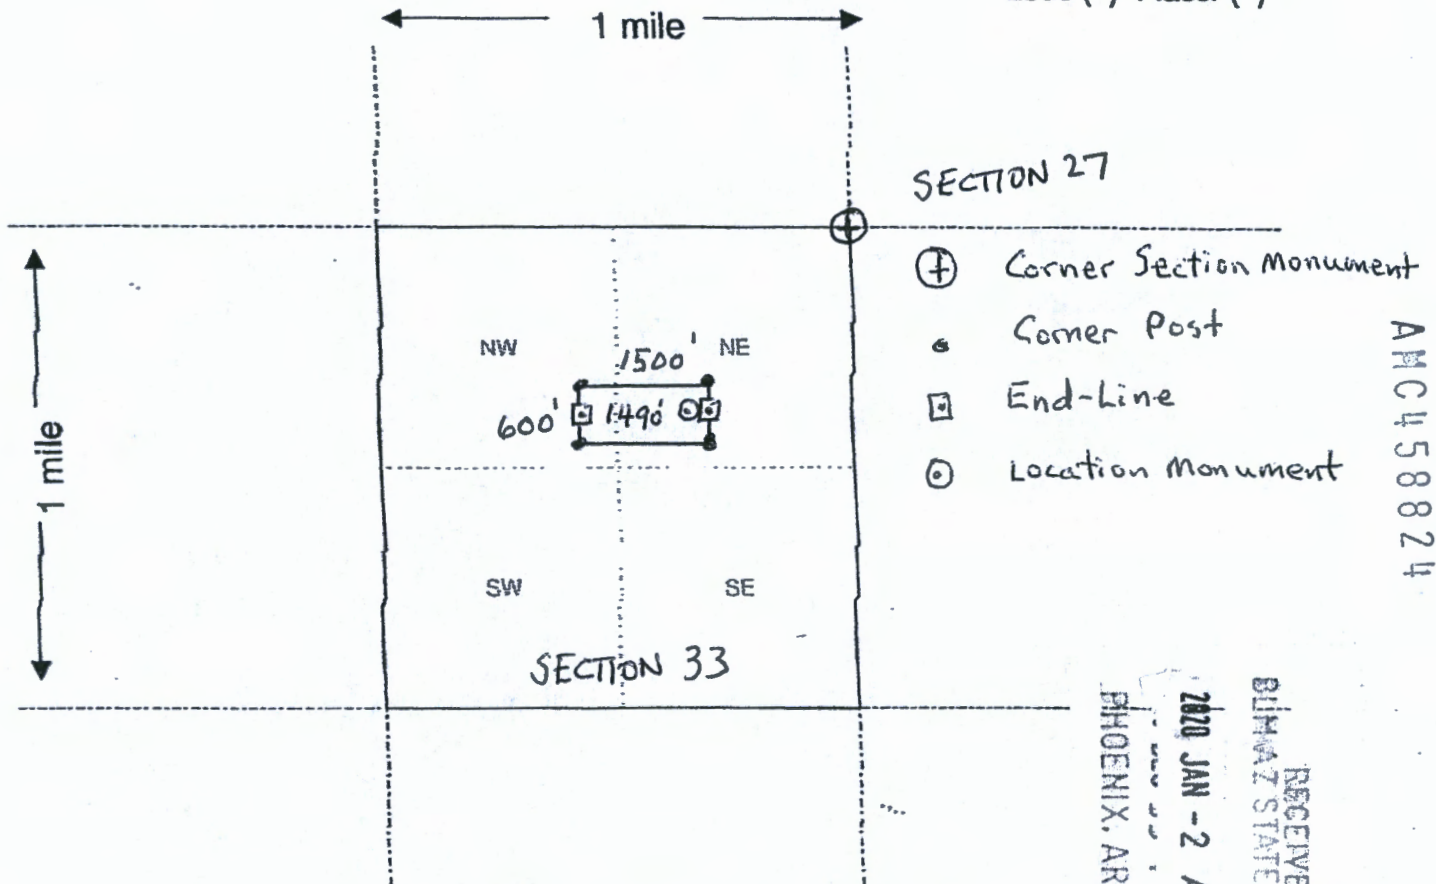 1 mile
SECTION 27
Corner Section Monument
Corner Post
End-Line
Location Monument
1 mile
NW
NE
1500'
600'
1490'
SW
SE
SECTION 33
AMC458824
RECEIVE
BLM AZ STATE
2020 JAN -2
PHOENIX, AR